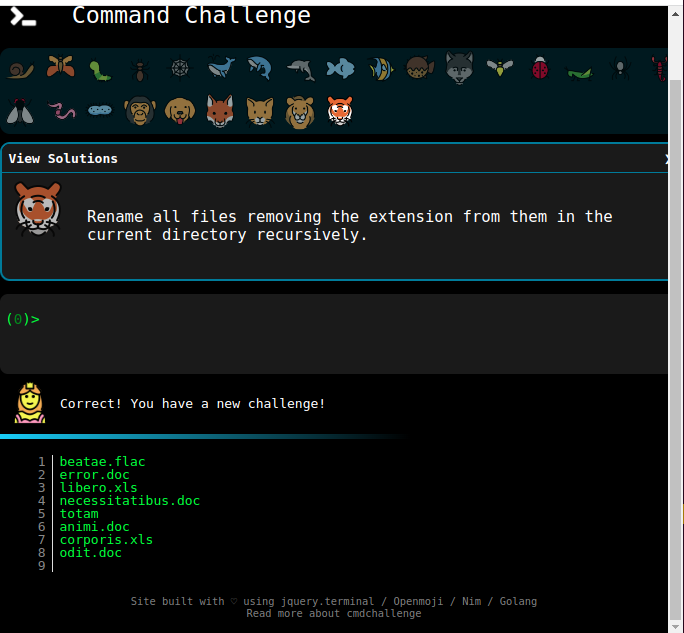 Command Challenge
View Solutions
Rename all files removing the extension from them in the
current directory recursively.
(0)>
Correct! You have a new challenge!
1 beatae.flac
2 error.doc
3 libero.xls
4 necessitatibus.doc
5 totam
6 animi.doc
7 corporis.xls
8 odit.doc
9
Site built with ♡ using jquery.terminal / Openmoji / Nim / Golang
Read more about cmdchallenge